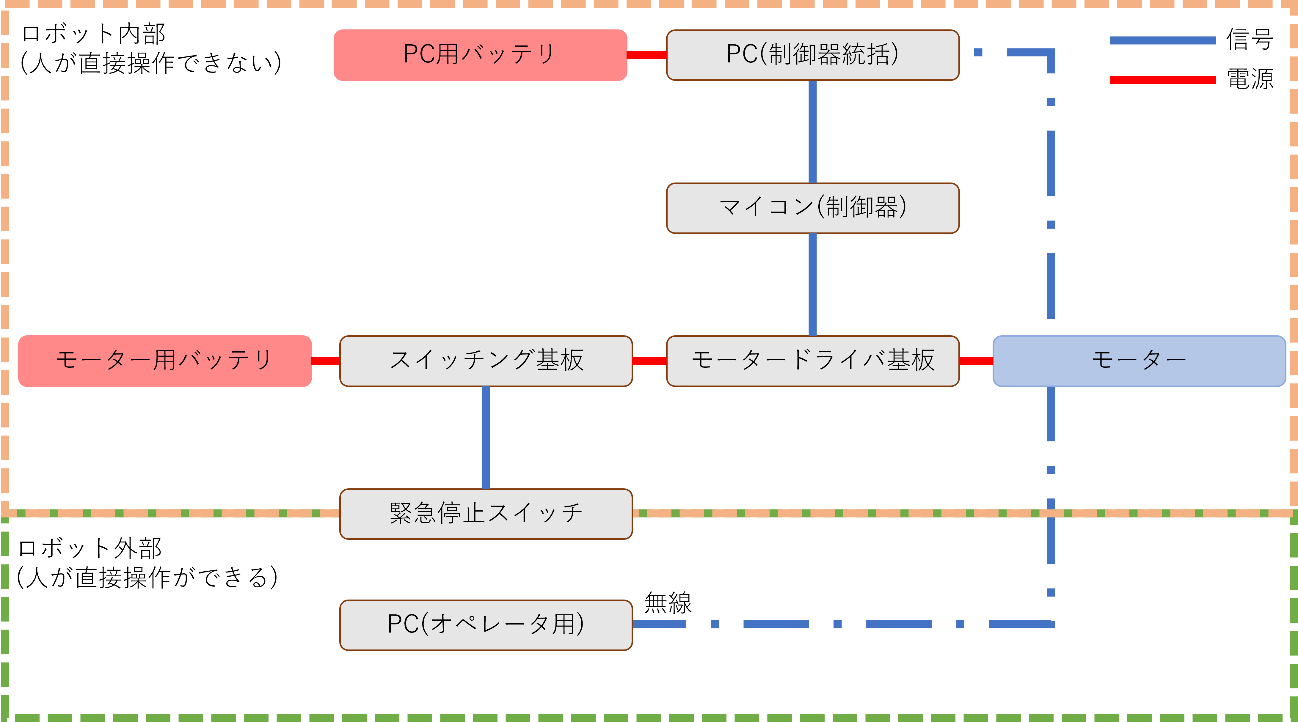 ロボット内部
(人が直接操作できない)
PC用バッテリ
PC(制御器統括)
信号
電源
マイコン(制御器)
モーター用バッテリ
スイッチング基板
モータードライバ基板
モーター
緊急停止スイッチ
ロボット外部
(人が直接操作ができる)
無線
PC(オペレータ用)